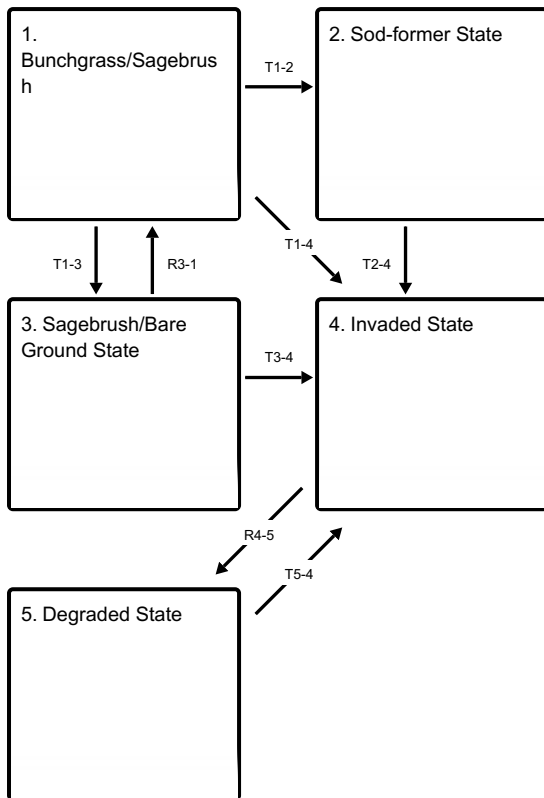 1.
Bunchgrass/Sagebrus
h
2. Sod-former State
T1-2
T1-4
T1-3
R3-1
T2-4
3. Sagebrush/Bare
Ground State
4. Invaded State
T3-4
R4-5
T5-4
5. Degraded State